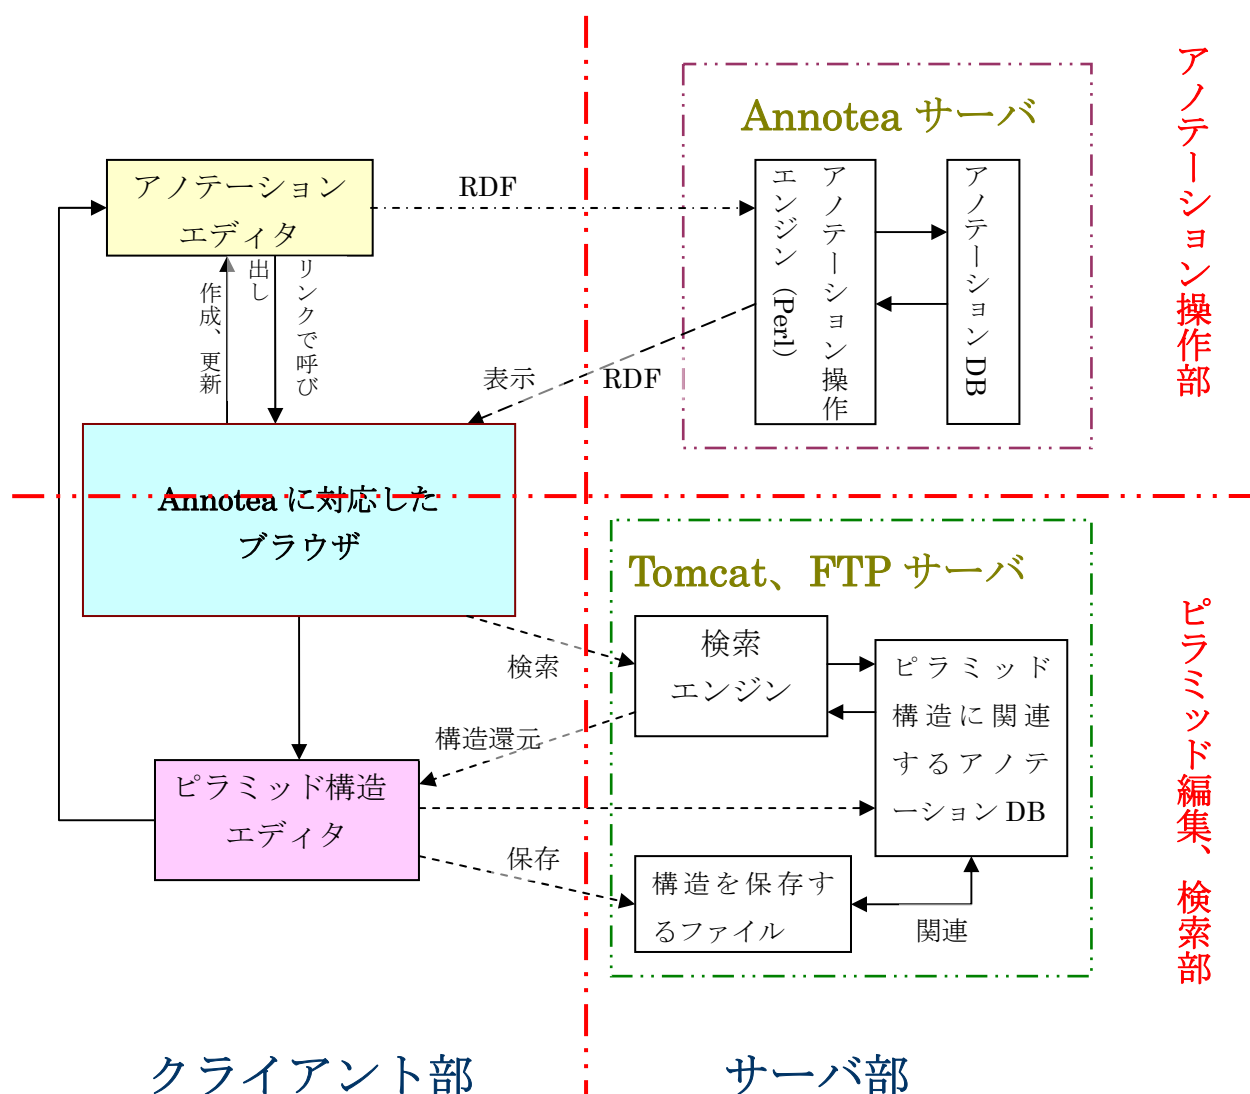 Annotea サーバ
アノテーション操作部
アノテーション
エディタ
RDF
アノテーション操作
エンジン（Perl）
アノテーション DB
リンクで呼び
出し
作成、更新
表示
RDF
Annotea に対応した
ブラウザ
Tomcat、FTP サーバ
検索
エンジン
ピラミッド
構造に関連
するアノテ
ーション DB
検索
構造還元
ピラミッド構造
エディタ
保存
構造を保存す
るファイル
関連
ピラミッド編集、検索部
クライアント部
サーバ部